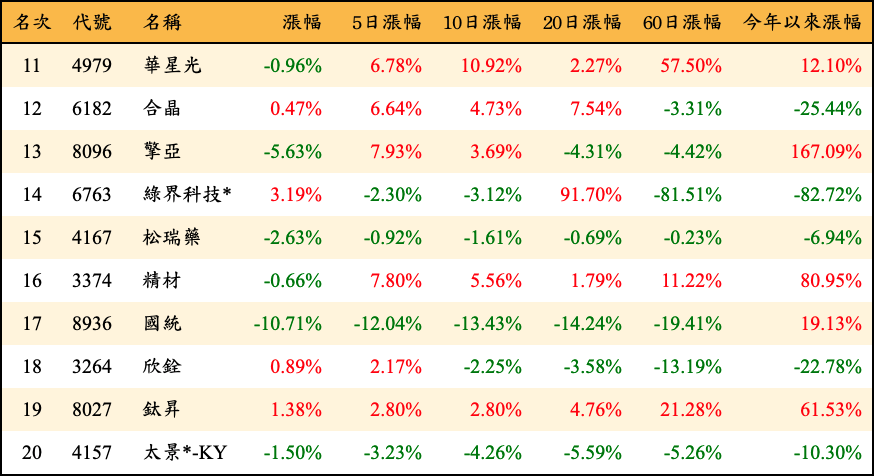 名次 代號 名稱 漲幅 5日漲幅 10日漲幅 20日漲幅 60日漲幅 今年以來漲幅
11 4979 華星光 -0.96% 6.78% 10.92% 2.27% 57.50% 12.10%
12 6182 合晶 0.47% 6.64% 4.73% 7.54% -3.31% -25.44%
13 8096 擎亞 -5.63% 7.93% 3.69% -4.31% -4.42% 167.09%
14 6763 綠界科技* 3.19% -2.30% -3.12% 91.70% -81.51% -82.72%
15 4167 松瑞藥 -2.63% -0.92% -1.61% -0.69% -0.23% -6.94%
16 3374 精材 -0.66% 7.80% 5.56% 1.79% 11.22% 80.95%
17 8936 國統 -10.71% -12.04% -13.43% -14.24% -19.41% 19.13%
18 3264 欣銓 0.89% 2.17% -2.25% -3.58% -13.19% -22.78%
19 8027 鈦昇 1.38% 2.80% 2.80% 4.76% 21.28% 61.53%
20 4157 太景*-KY -1.50% -3.23% -4.26% -5.59% -5.26% -10.30%